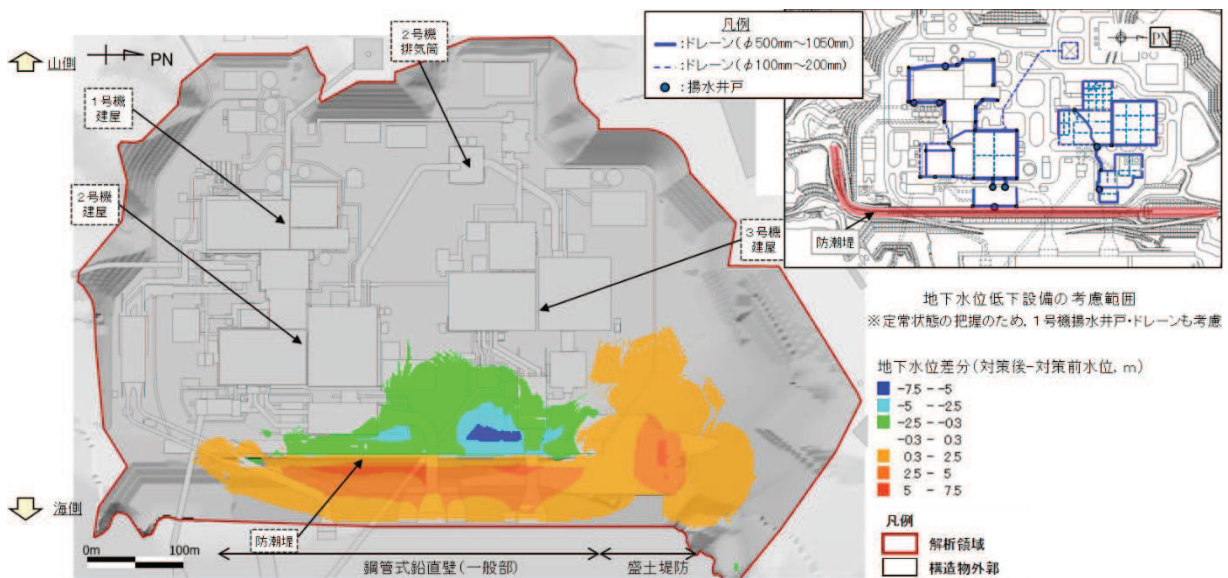 山側
PN
2号機
排気筒
1号機
建屋
2号機
建屋
3号機
建屋
防潮堤
海側
0m
100m
鋼管式鉛直壁(一般部)
盛土堤防
凡例
:ドレーン(φ500mm~1050mm)
:ドレーン(φ100mm~200mm)
:揚水井戸
PN
防潮堤
地下水位低下設備の考慮範囲
※定常状態の把握のため、1号機揚水井戸・ドレーンも考慮
地下水位差分(対策後-対策前水位, m)
-7.5 - -5
-5 - -2.5
-2.5 - -0.3
-0.3 - 0.3
0.3 - 2.5
2.5 - 5
5 - 7.5
凡例
解析領域
構造物外郭